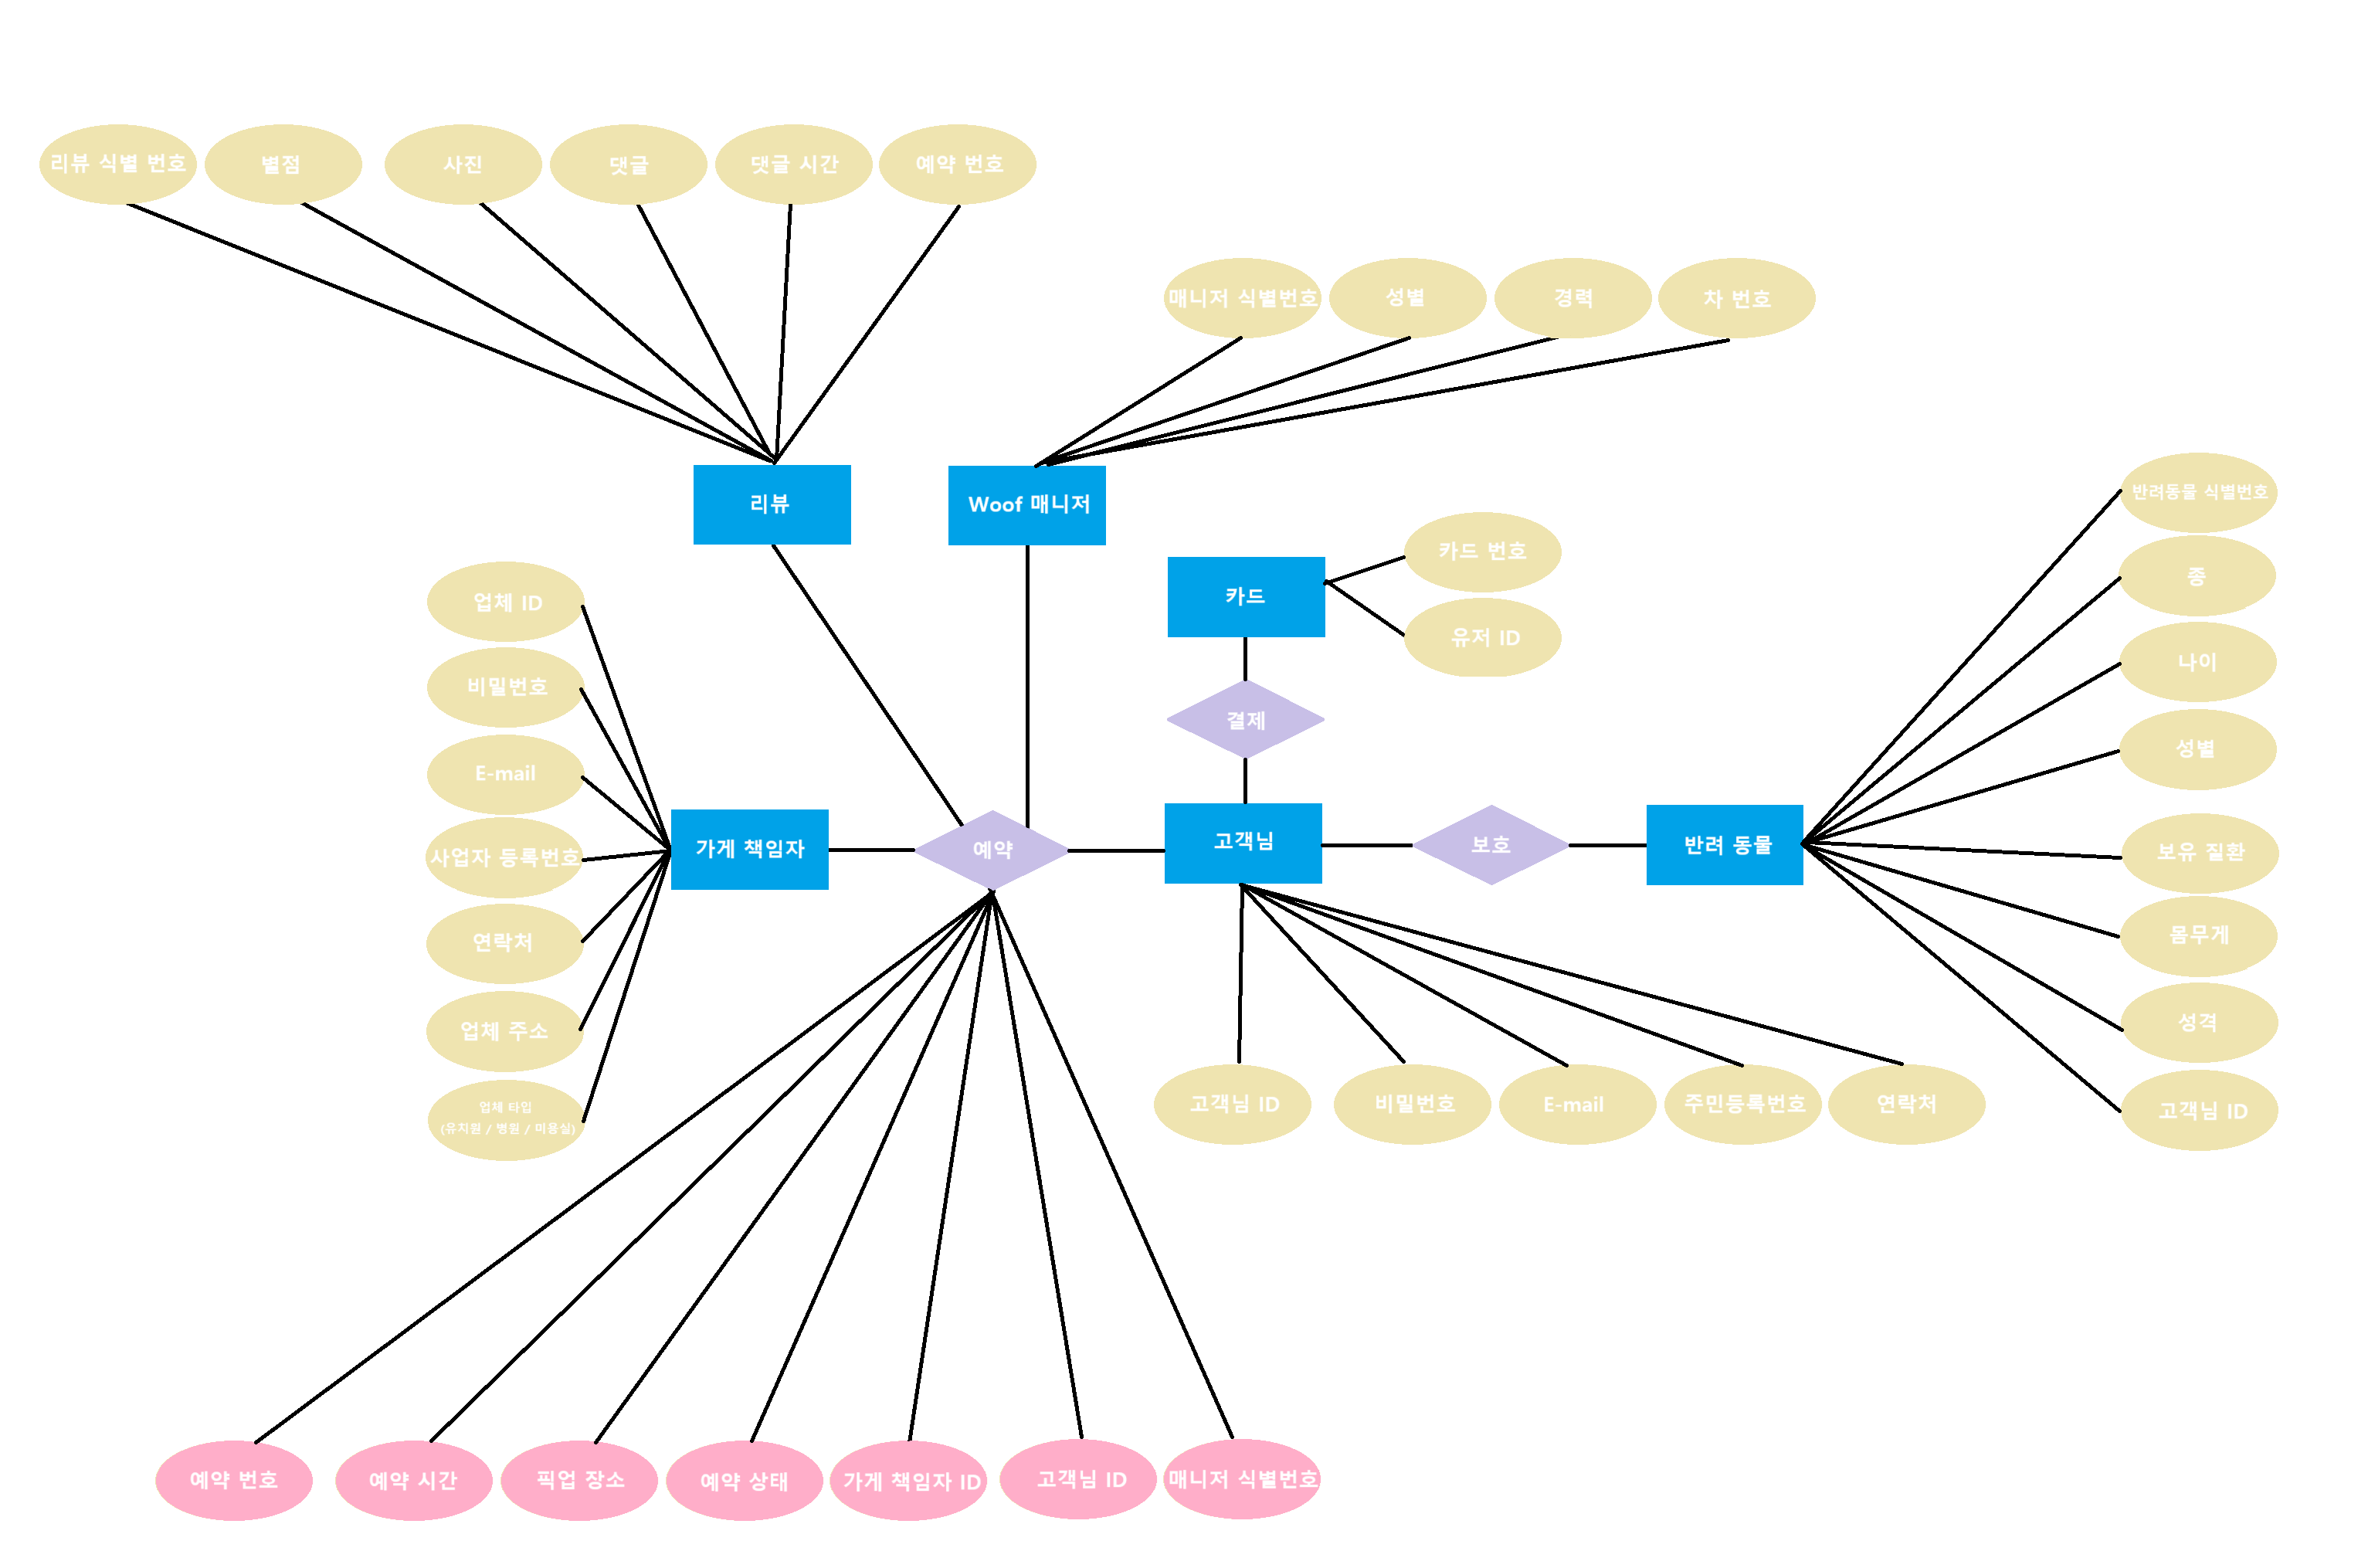 리뷰 식별 번호
별점
사진
댓글
댓글 시간
예약 번호
매니저 식별번호
성별
경력
차 번호
리뷰
Woof 매니저
카드
카드 번호
유저 ID
결제
업체 ID
비밀번호
E-mail
사업자 등록번호
연락처
업체 주소
업체 타입
(유치원 / 병원 / 미용실)
가게 책임자
예약
고객님
보호
반려 동물
반려동물 식별번호
종
나이
성별
보유 질환
몸무게
성격
고객님 ID
고객님 ID
비밀번호
E-mail
주민등록번호
연락처
예약 번호
예약 시간
픽업 장소
예약 상태
가게 책임자 ID
고객님 ID
매니저 식별번호